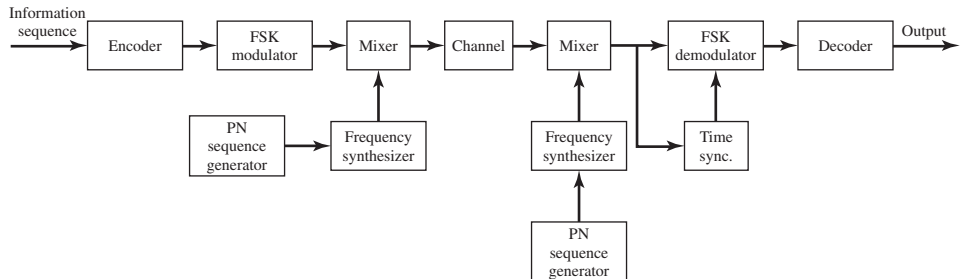 Information
sequence
Encoder
FSK
modulator
Mixer
Channel
Mixer
FSK
demodulator
Decoder
Output
PN
sequence
generator
Frequency
synthesizer
Frequency
synthesizer
Time
sync.
PN
sequence
generator